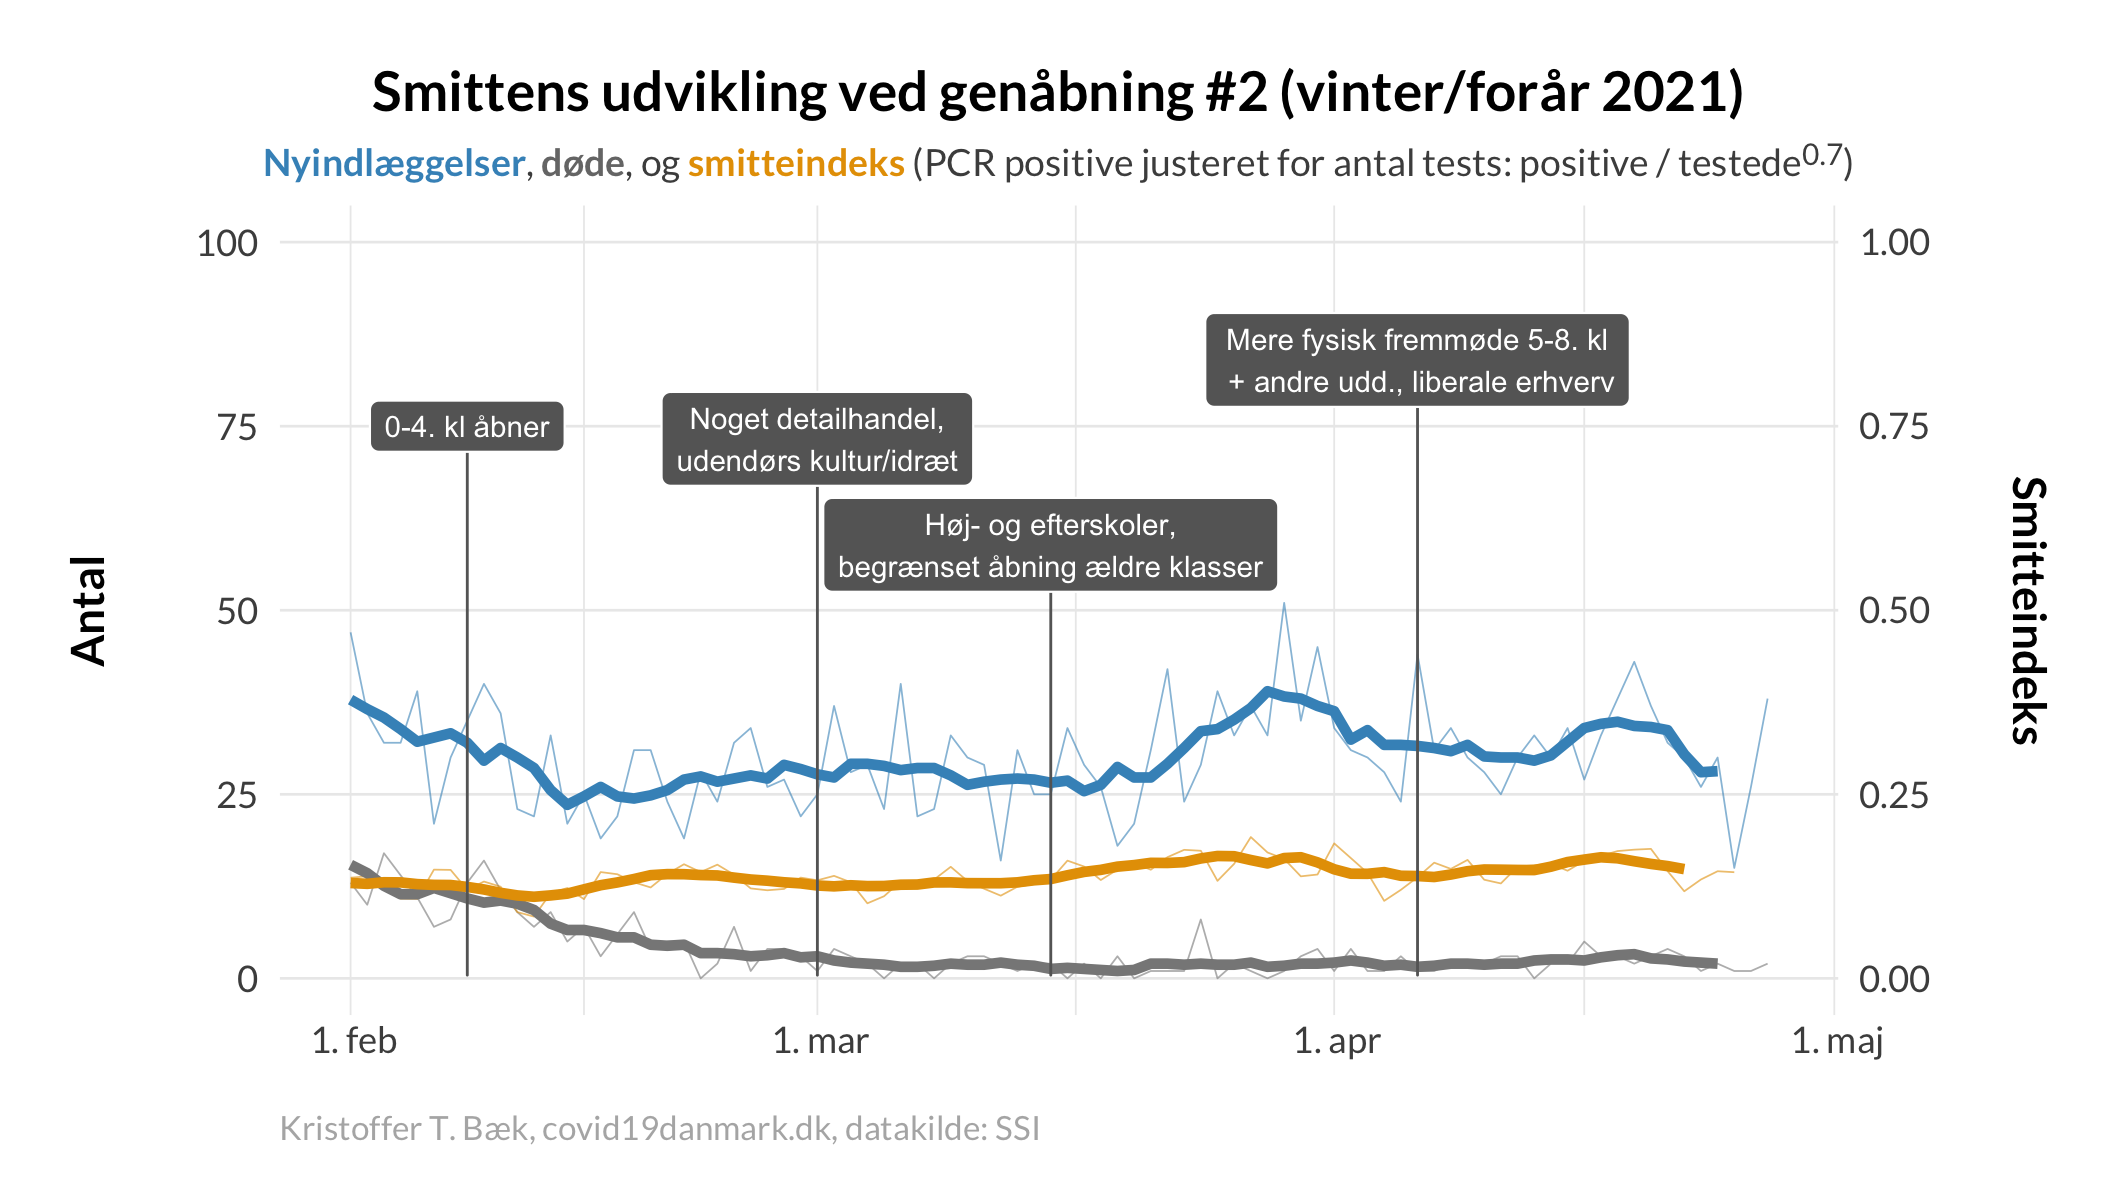 Smittens udvikling ved genåbning #2 (vinter/forår 2021)
Nyindlæggelser, døde, og smitteindeks (PCR positive justeret for antal tests: positive / testede^0.7)
100
75
50
25
0
Antal
1.00
0.75
0.50
0.25
0.00
Smitteindeks
0-4. kl åbner
Noget detailhandel,
udendørs kultur/idræt
Høj- og efterskoler,
begrænset åbning ældre klasser
Mere fysisk fremmøde 5-8. kl
+ andre udd., liberale erhverv
1. feb
1. mar
1. apr
1. maj
Kristoffer T. Bæk, covid19danmark.dk, datakilde: SSI